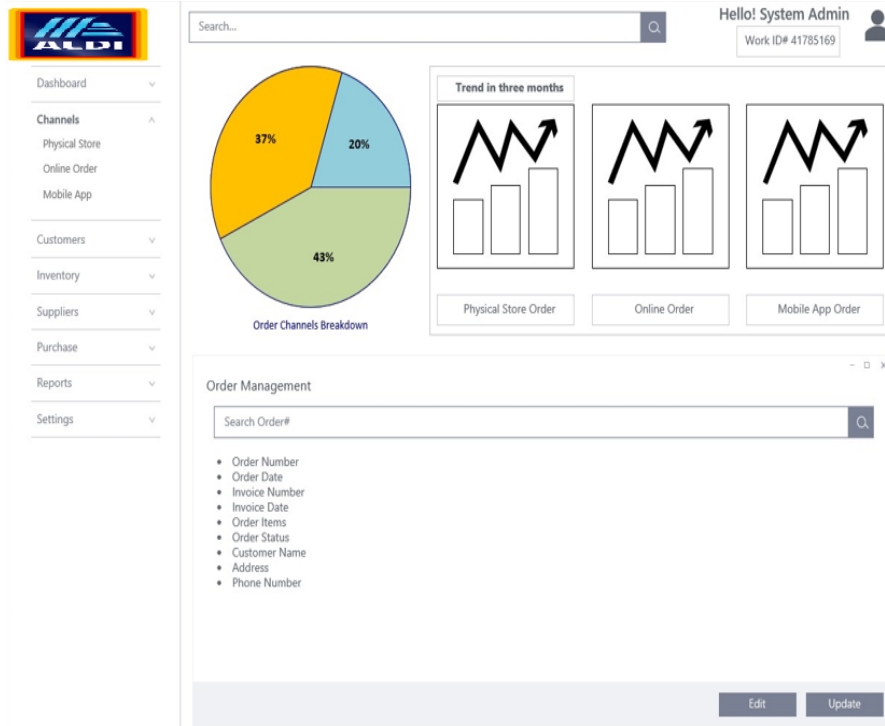 ALDI
Search...
Hello! System Admin
Work ID# 41785169
Dashboard
Channels
Physical Store
Online Order
Mobile App
Customers
Inventory
Suppliers
Purchase
Reports
Settings
37%
20%
43%
Order Channels Breakdown
Trend in three months
Physical Store Order
Online Order
Mobile App Order
Order Management
Search Order#
• Order Number
• Order Date
• Invoice Number
• Invoice Date
• Order Items
• Order Status
• Customer Name
• Address
• Phone Number
Edit
Update